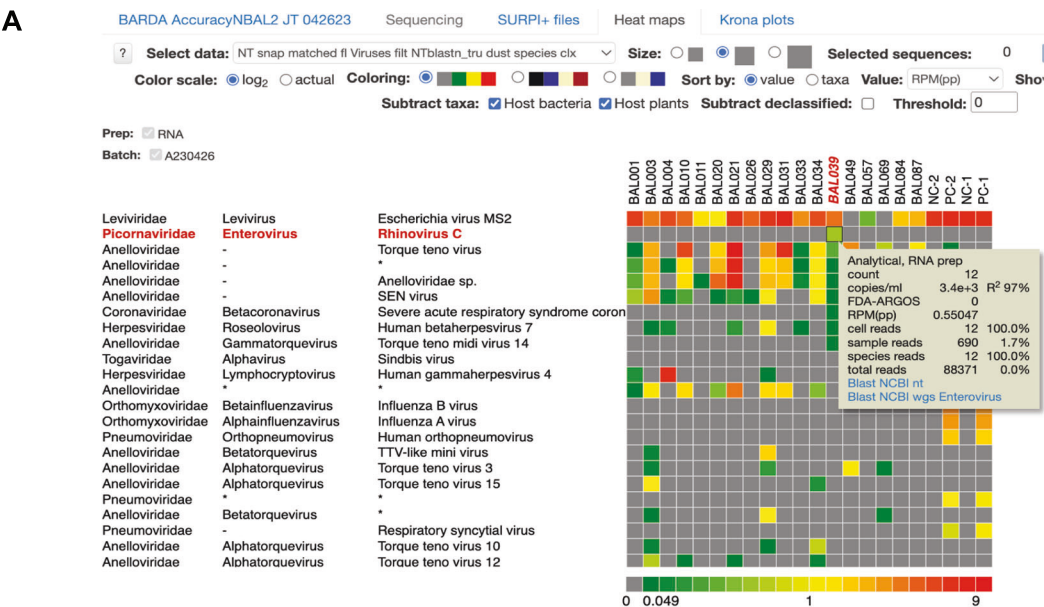 A
BARDA AccuracyNBAL2 JT 042623 Sequencing SURPI+ files Heat maps Krona plots
? Select data: NT snap matched fl Viruses filt NTblastn_tru dust species clx Size: Selected sequences: 0
Color scale: log2 actual Coloring: Sort by: value taxa Value: RPM(pp) Shov
Subtract taxa: Host bacteria Host plants Subtract declassified: Threshold: 0
Prep: RNA
Batch: A230426
BAL001 BAL003 BAL004 BAL010 BAL011 BAL020 BAL021 BAL026 BAL029 BAL031 BAL033 BAL034 BAL039 BAL049 BAL057 BAL069 BAL084 BAL087 NC-2 PC-2 NC-1 PC-1
Leviviridae Levivirus Escherichia virus MS2
Picornaviridae Enterovirus Rhinovirus C
Anelloviridae - Torque teno virus
Anelloviridae - *
Anelloviridae - Anelloviridae sp.
Anelloviridae - SEN virus
Coronaviridae Betacoronavirus Severe acute respiratory syndrome coron
Herpesviridae Roseolovirus Human betaherpesvirus 7
Anelloviridae Gammatorquevirus Torque teno midi virus 14
Togaviridae Alphavirus Sindbis virus
Herpesviridae Lymphocryptovirus Human gammaherpesvirus 4
Anelloviridae * *
Orthomyxoviridae Betainfluenzavirus Influenza B virus
Orthomyxoviridae Alphainfluenzavirus Influenza A virus
Pneumoviridae Orthopneumovirus Human orthopneumovirus
Anelloviridae Betatorquevirus TTV-like mini virus
Anelloviridae Alphatorquevirus Torque teno virus 3
Anelloviridae Alphatorquevirus Torque teno virus 15
Pneumoviridae * *
Anelloviridae Betatorquevirus *
Pneumoviridae - Respiratory syncytial virus
Anelloviridae Alphatorquevirus Torque teno virus 10
Anelloviridae Alphatorquevirus Torque teno virus 12
Analytical, RNA prep
count 12
copies/ml 3.4e+3 R2 97%
FDA-ARGOS 0
RPM(pp) 0.55047
cell reads 12 100.0%
sample reads 690 1.7%
species reads 12 100.0%
total reads 88371 0.0%
Blast NCBI nt
Blast NCBI wgs Enterovirus
0 0.049 1 9